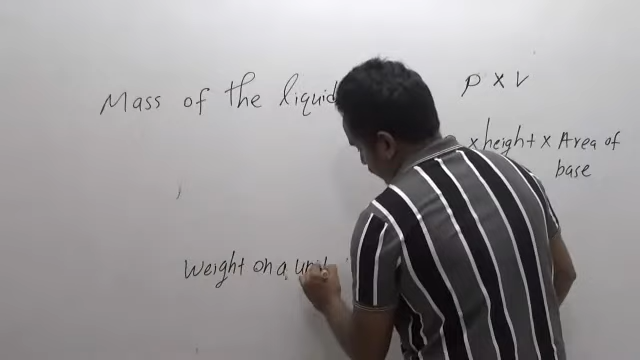 Mass of the liquid
ρ × V
× height × Area of
base
Weight on a unit